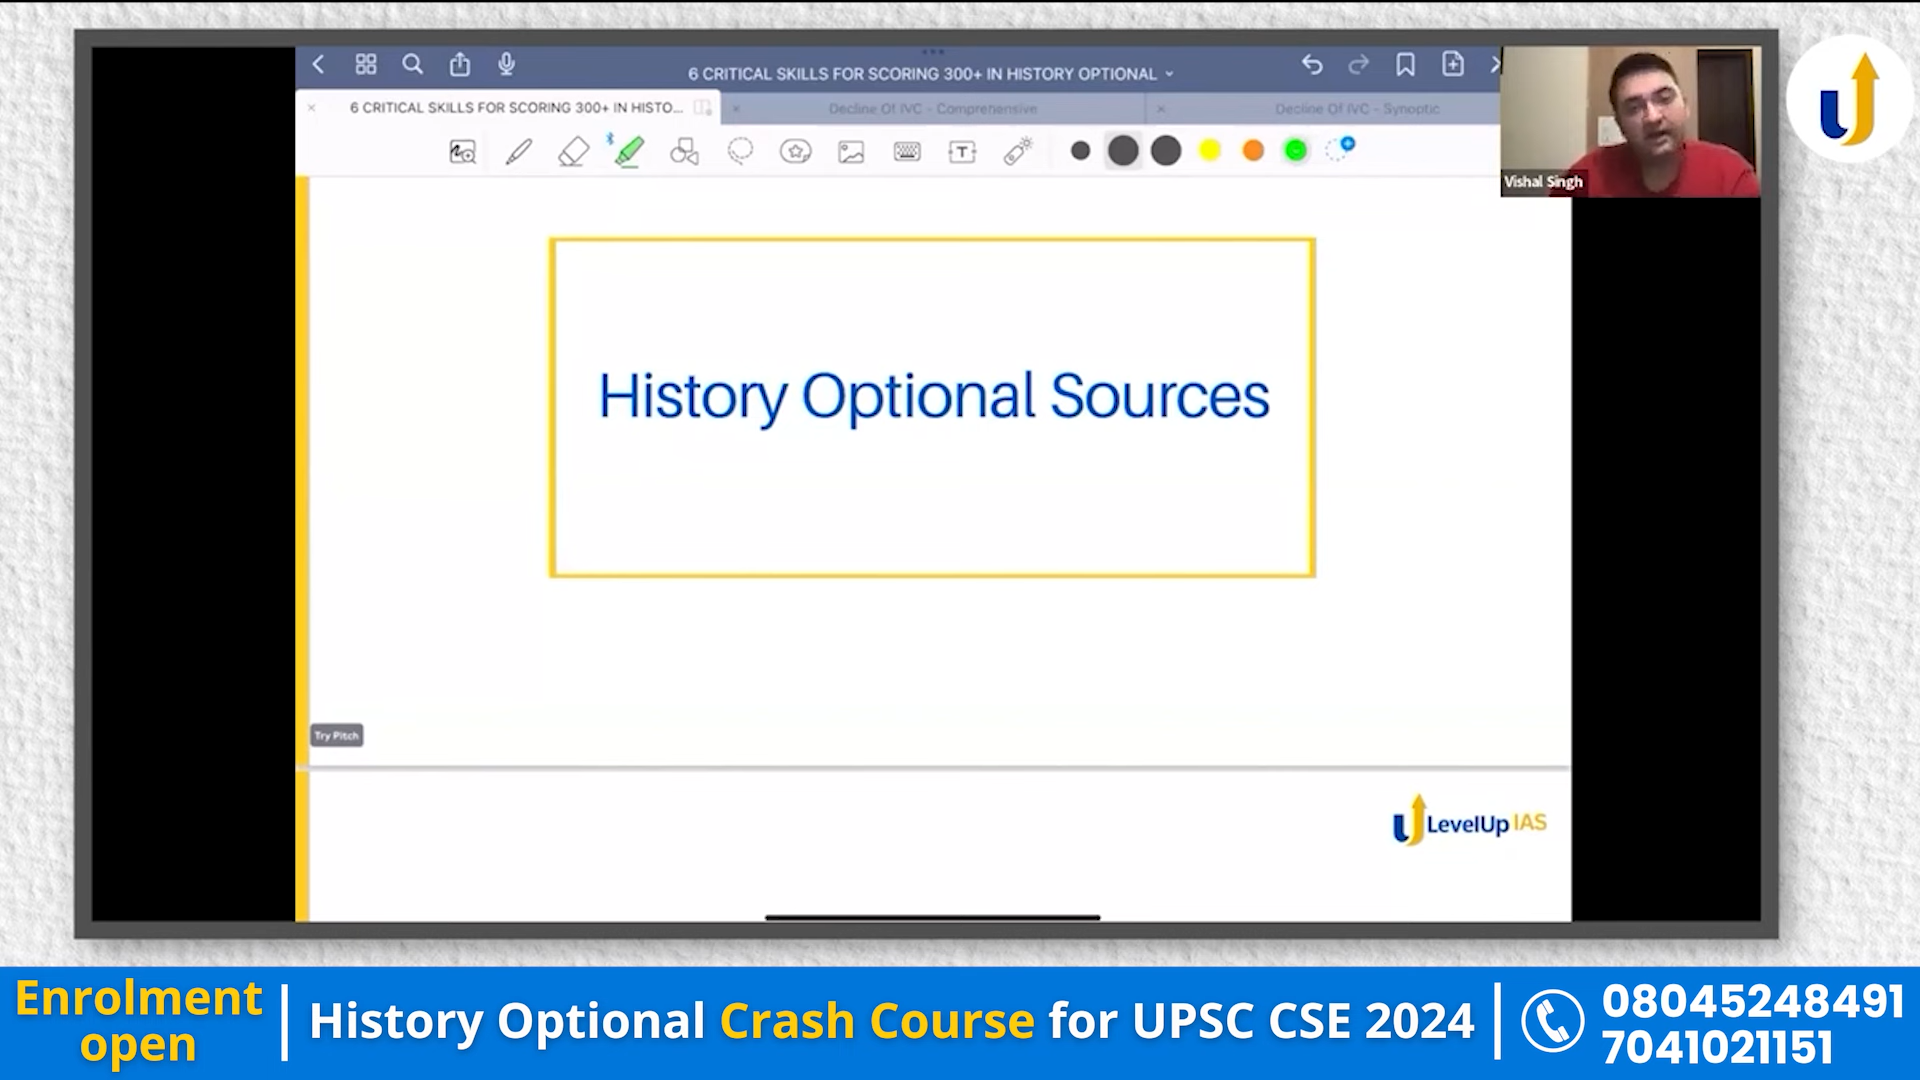 6 CRITICAL SKILLS FOR SCORING 300+ IN HISTORY OPTIONAL
6 CRITICAL SKILLS FOR SCORING 300+ IN HISTO...
Decline Of IVC - Comprehensive
Decline Of IVC - Synoptic
Vishal Singh
History Optional Sources
Try Pitch
LevelUp IAS
Enrolment
open
History Optional Crash Course for UPSC CSE 2024
08045248491
7041021151